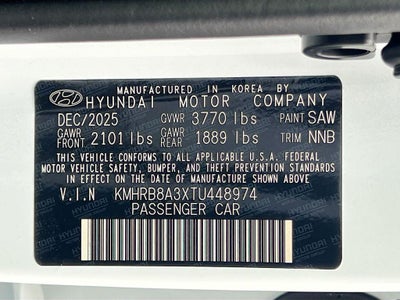 MANUFACTURED IN KOREA BY
HYUNDAI MOTOR COMPANY
DEC/2025 GVWR 3770 lbs PAINT SAW
GAWR FRONT 2101 lbs GAWR REAR 1889 lbs TRIM NNB
THIS VEHICLE CONFORMS TO ALL APPLICABLE U.S.A. FEDERAL
MOTOR VEHICLE SAFETY, BUMPER, AND THEFT PREVENTION
STANDARDS IN EFFECT ON THE DATE OF MANUFACTURE SHOWN ABOVE.
V.I.N KMHRB8A3XTU448974
PASSENGER CAR